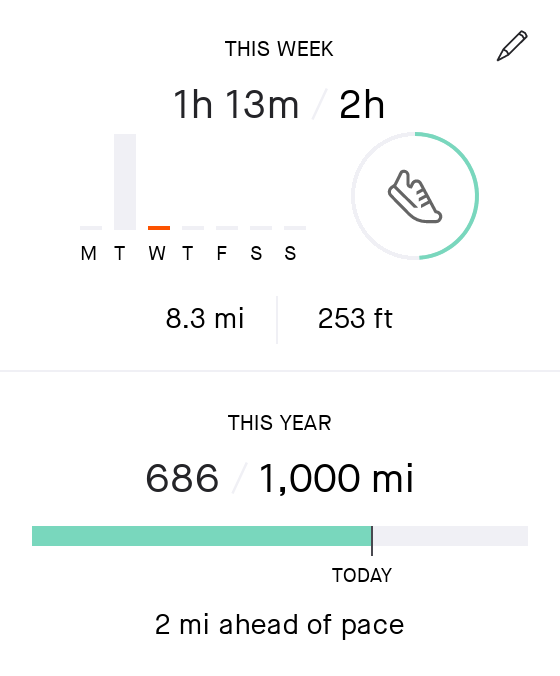 THIS WEEK
1h 13m / 2h
M T W T F S S
8.3 mi 253 ft
THIS YEAR
686 / 1,000 mi
TODAY
2 mi ahead of pace